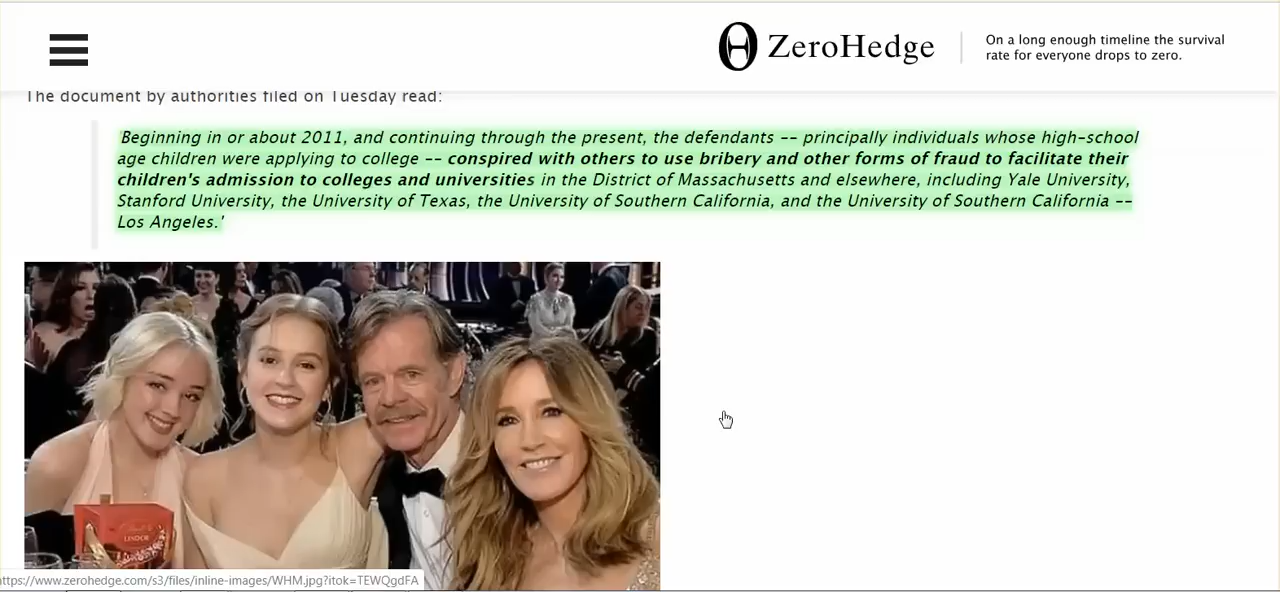 ZeroHedge
On a long enough timeline the survival
rate for everyone drops to zero.
The document by authorities filed on Tuesday read:
'Beginning in or about 2011, and continuing through the present, the defendants -- principally individuals whose high-school
age children were applying to college -- conspired with others to use bribery and other forms of fraud to facilitate their
children's admission to colleges and universities in the District of Massachusetts and elsewhere, including Yale University,
Stanford University, the University of Texas, the University of Southern California, and the University of Southern California --
Los Angeles.'
LINDOR
https://www.zerohedge.com/s3/files/inline-images/WHM.jpg?itok=TEWQgdFA